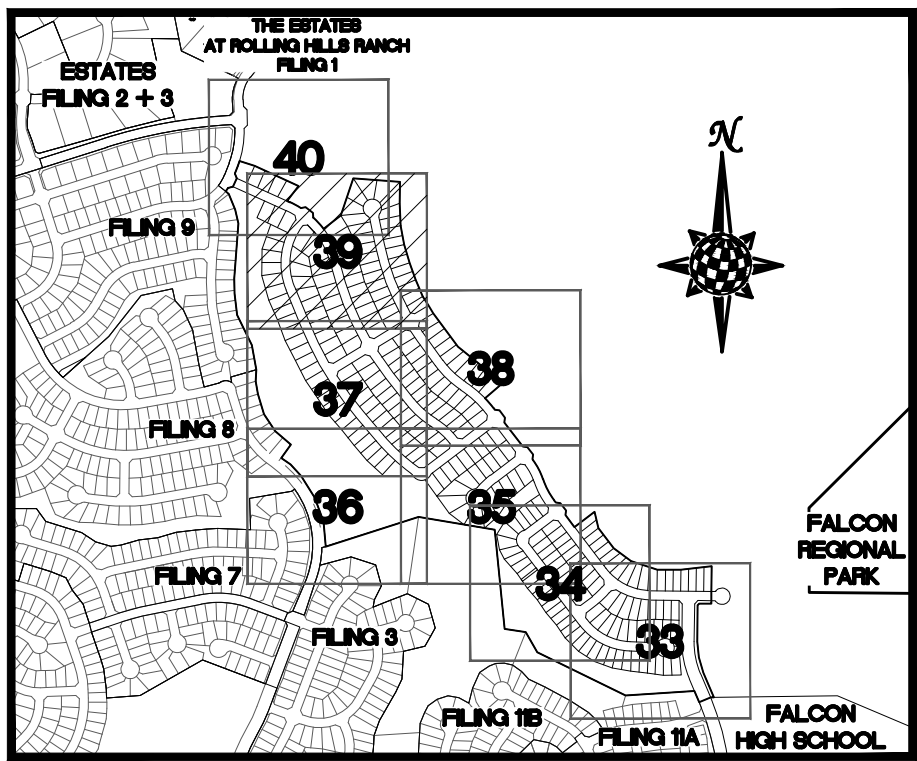 THE ESTATES
AT ROLLING HILLS RANCH
FILING 1
ESTATES
FILING 2 + 3
N
40
FILING 9
39
38
37
FILING 8
36
35
FALCON
REGIONAL
PARK
FILING 7
34
FILING 3
33
FILING 11B
FALCON
HIGH SCHOOL
FILING 11A